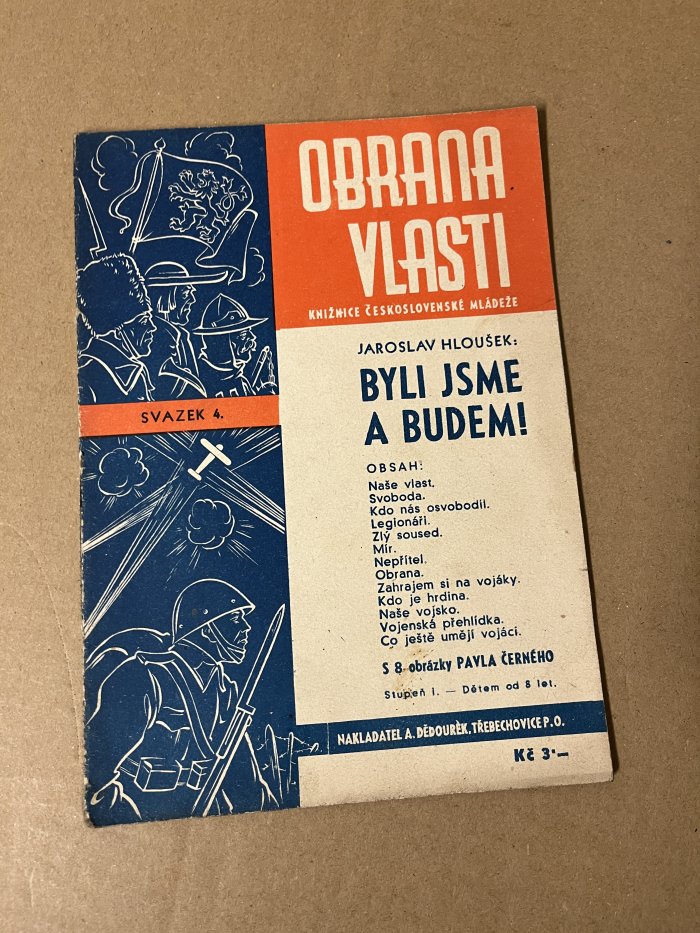 OBRANA
VLASTI
KNIŽNICE ČESKOSLOVENSKÉ MLÁDEŽE
SVAZEK 4.
JAROSLAV HLOUŠEK:
BYLI JSME
A BUDEM!
OBSAH:
Naše vlast.
Svoboda.
Kdo nás osvobodil.
Legionáři.
Zlý soused.
Mír.
Nepřítel.
Obrana.
Zahrajem si na vojáky.
Kdo je hrdina.
Naše vojsko.
Vojenská přehlídka.
Co ještě umějí vojáci.
S 8 obrázky PAVLA ČERNÉHO
Stupeň I. — Dětem od 8 let.
NAKLADATEL A. DĚDOUREK, TŘEBECHOVICE P. O.
Kč 3·—